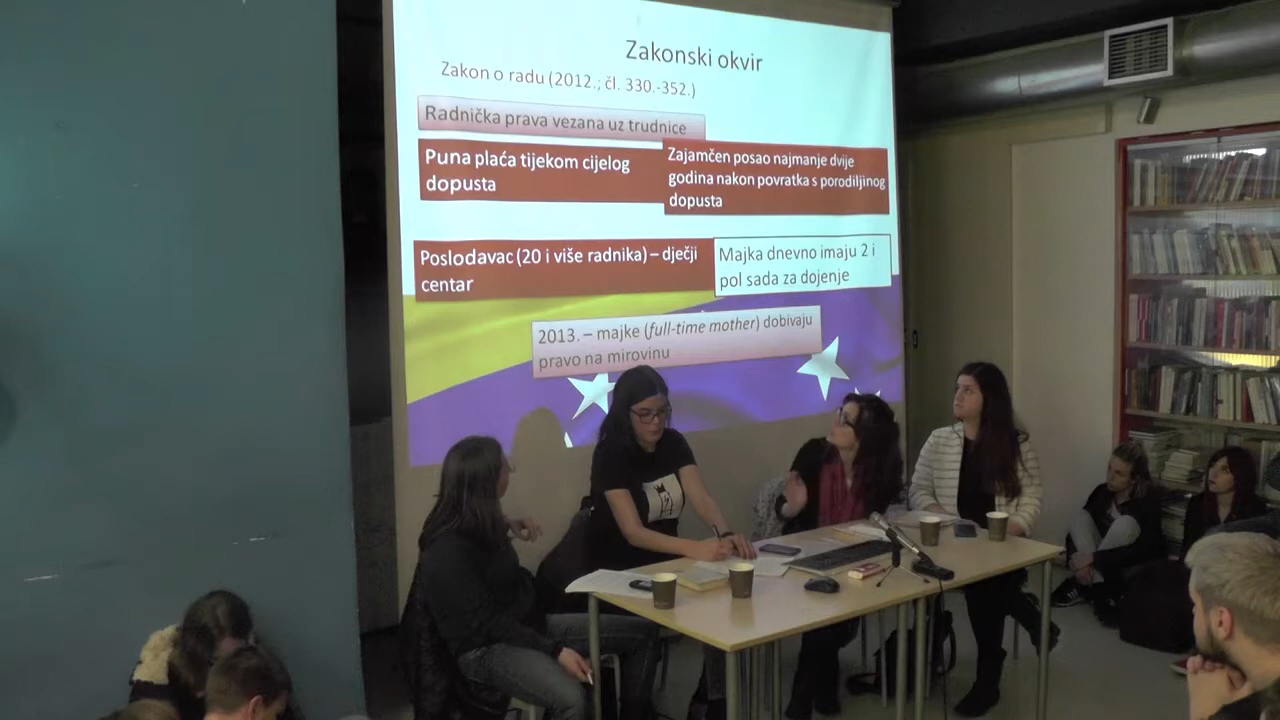 Zakonski okvir
Zakon o radu (2012.; čl. 330.-352.)
Radnička prava vezana uz trudnice
Puna plaća tijekom cijelog
dopusta
Zajamčen posao najmanje dvije
godina nakon povratka s porodiljinog
dopusta
Poslodavac (20 i više radnika) – dječji
centar
Majka dnevno imaju 2 i
pol sada za dojenje
2013. – majke (full-time mother) dobivaju
pravo na mirovinu